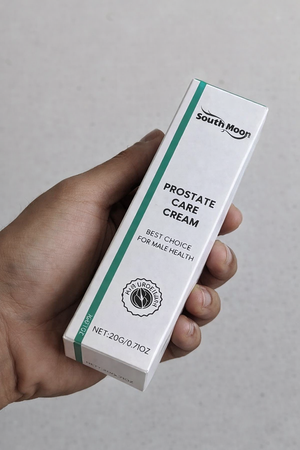 South Moon
PROSTATE
CARE
CREAM
BEST CHOICE
FOR MALE HEALTH
NET:20G/0.71OZ